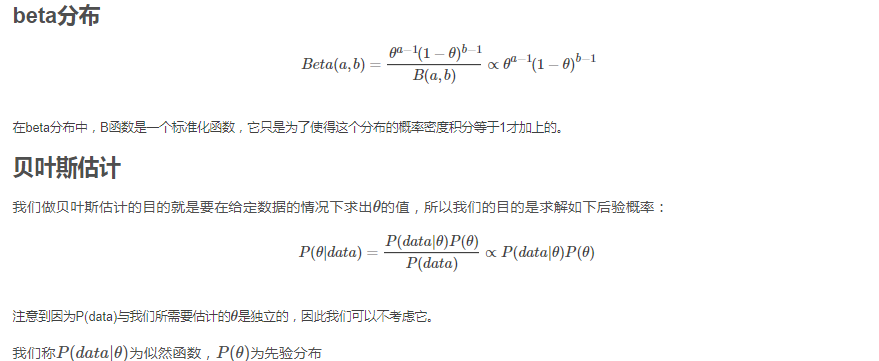 beta分布
$$Beta(a,b) = \frac{\theta^{a-1}(1-\theta)^{b-1}}{B(a,b)} \propto \theta^{a-1}(1-\theta)^{b-1}$$
在beta分布中，B函数是一个标准化函数，它只是为了使得这个分布的概率密度积分等于1才加上的。
贝叶斯估计
我们做贝叶斯估计的目的就是要在给定数据的情况下求出θ的值，所以我们的目的是求解如下后验概率：
$$P(\theta|data) = \frac{P(data|\theta)P(\theta)}{P(data)} \propto P(data|\theta)P(\theta)$$
注意到因为P(data)与我们所需要估计的θ是独立的，因此我们可以不考虑它。
我们称P(data|θ)为似然函数，P(θ)为先验分布